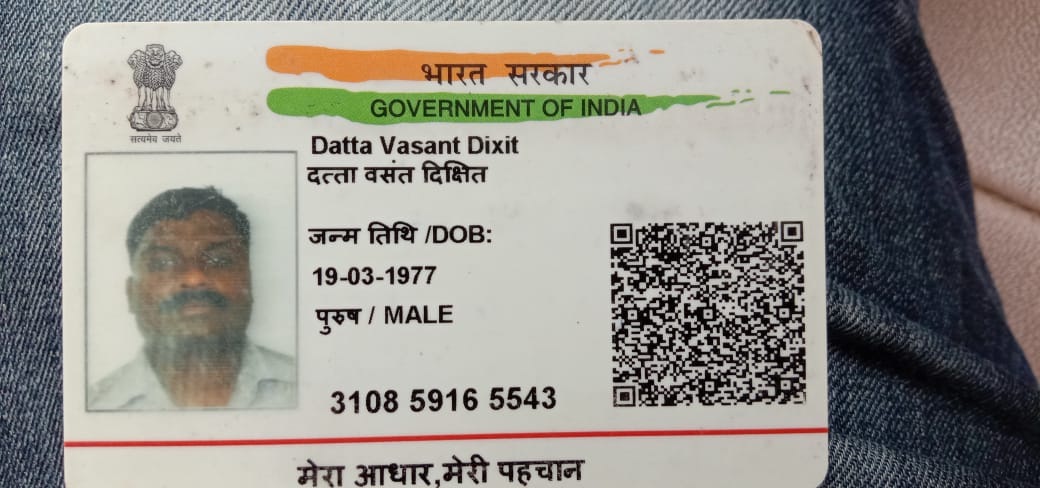 भारत सरकार
GOVERNMENT OF INDIA
सत्यमेव जयते
Datta Vasant Dixit
दत्ता वसंत दिक्षित
जन्म तिथि /DOB:
19-03-1977
पुरुष / MALE
3108 5916 5543
मेरा आधार,मेरी पहचान